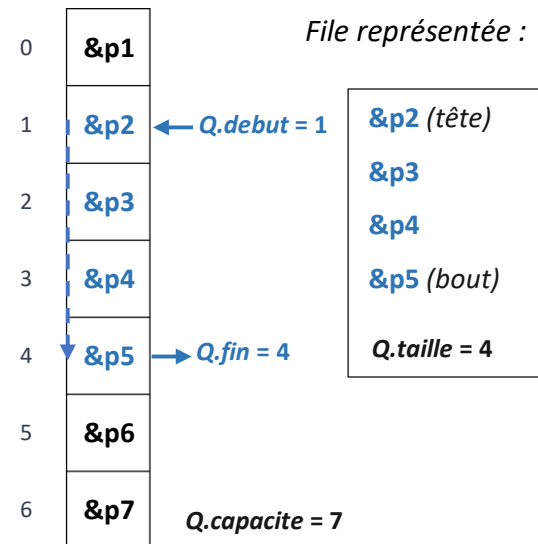 File représentée :
0 &p1
1 &p2 Q.debut = 1
2 &p3
3 &p4
4 &p5 Q.fin = 4
5 &p6
6 &p7
Q.capacite = 7
&p2 (tête)
&p3
&p4
&p5 (bout)
Q.taille = 4